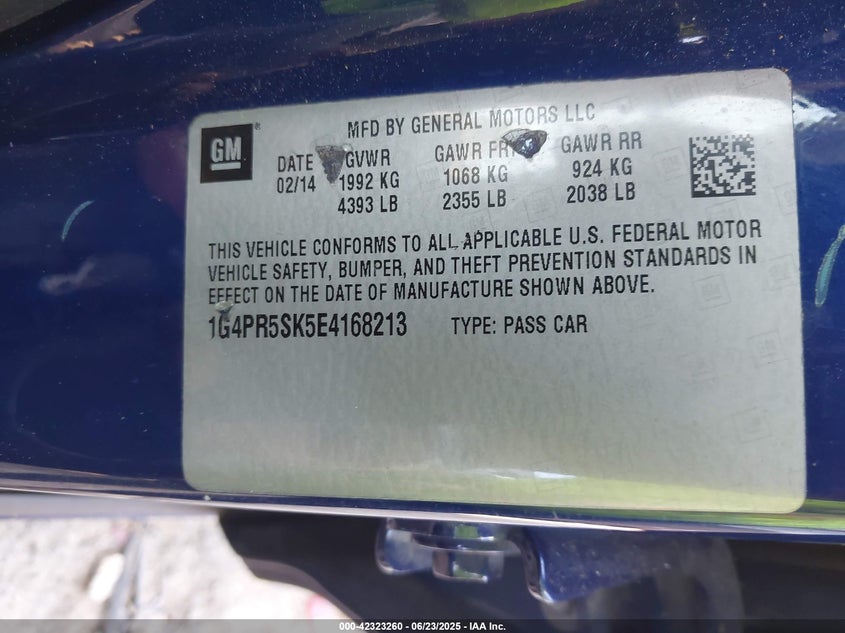 GM®
MFD BY GENERAL MOTORS LLC
DATE GVWR GAWR FRT GAWR RR
02/14 1992 KG 1068 KG 924 KG
4393 LB 2355 LB 2038 LB
THIS VEHICLE CONFORMS TO ALL APPLICABLE U.S. FEDERAL MOTOR
VEHICLE SAFETY, BUMPER, AND THEFT PREVENTION STANDARDS IN
EFFECT ON THE DATE OF MANUFACTURE SHOWN ABOVE.
1G4PR5SK5E4168213 TYPE: PASS CAR
000-42323260 - 06/23/2025 - IAA Inc.